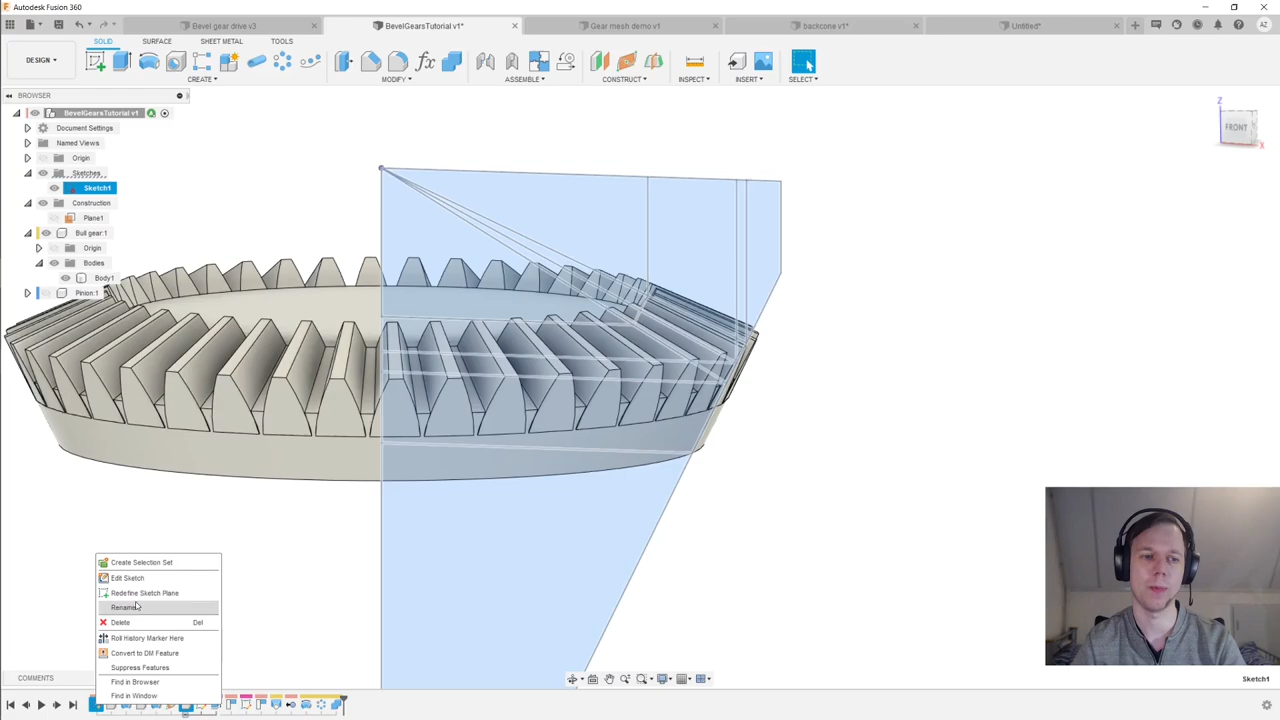 Autodesk Fusion 360
Bevel gear drive v3
BevelGearsTutorial v1*
Gear mesh demo v1
backcone v1*
Untitled*
SOLID
SURFACE
SHEET METAL
TOOLS
DESIGN
CREATE
MODIFY
ASSEMBLE
CONSTRUCT
INSPECT
INSERT
SELECT
BROWSER
BevelGearsTutorial v1
Document Settings
Named Views
Origin
Sketches
Sketch1
Construction
Plane1
Bull gear:1
Origin
Bodies
Body1
Pinion:1
Z
FRONT
X
Create Selection Set
Edit Sketch
Redefine Sketch Plane
Rename
Delete Del
Roll History Marker Here
Convert to DM Feature
Suppress Features
Find in Browser
Find in Window
COMMENTS
Sketch1